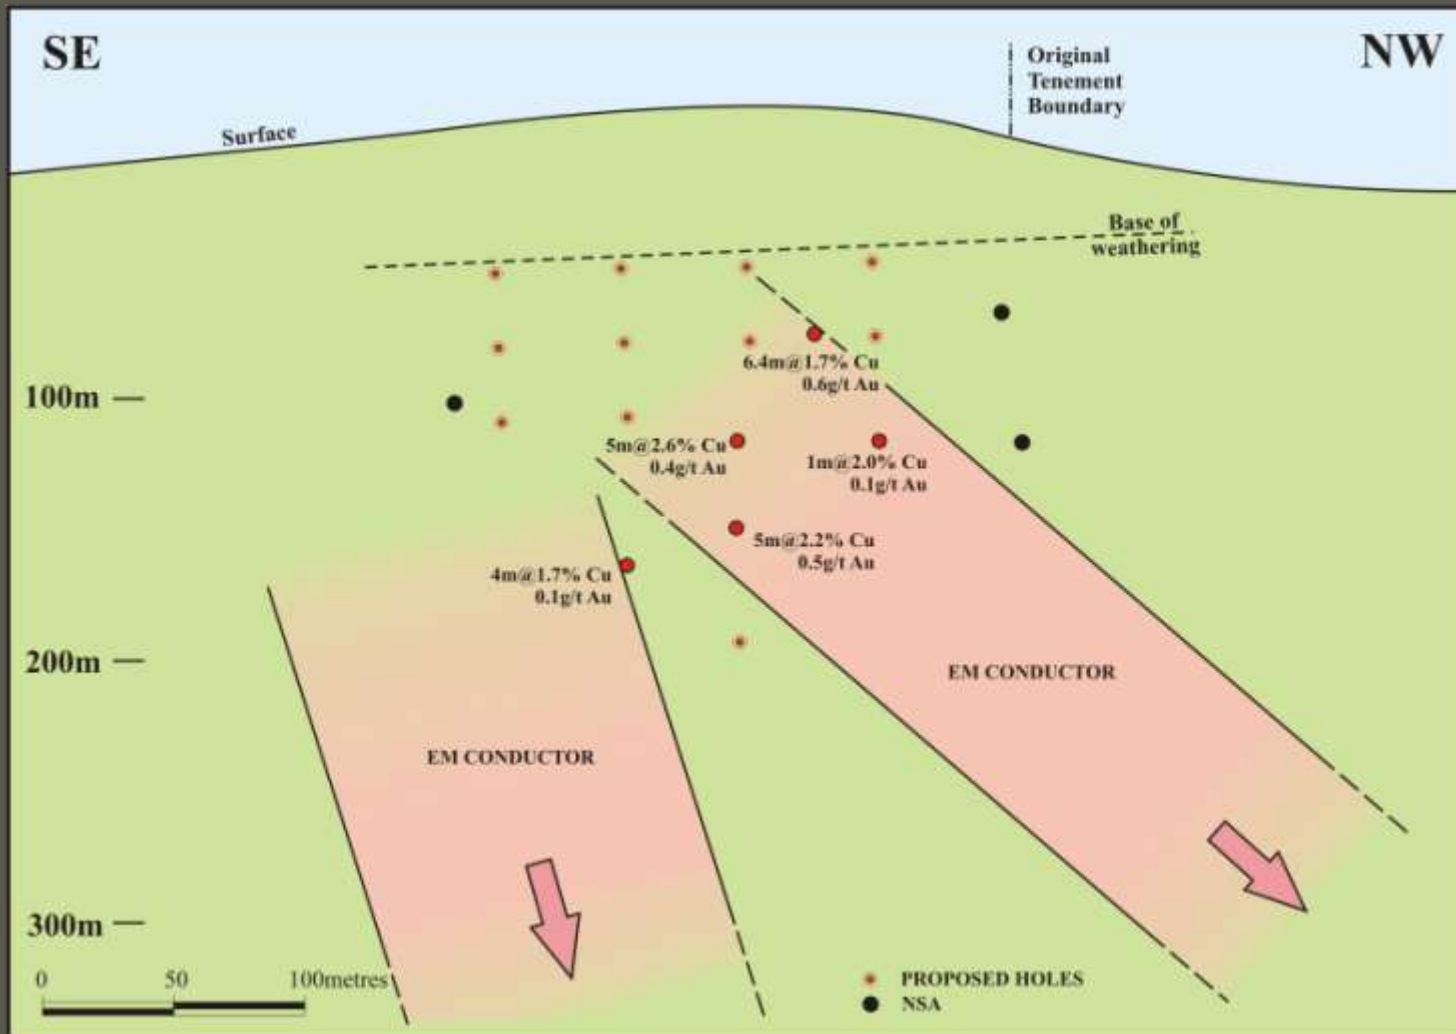 SE
NW
Original
Tenement
Boundary
Surface
Base of
weathering
6.4m@1.7% Cu
0.6g/t Au
100m
5m@2.6% Cu
0.4g/t Au
1m@2.0% Cu
0.1g/t Au
5m@2.2% Cu
0.5g/t Au
4m@1.7% Cu
0.1g/t Au
200m
EM CONDUCTOR
EM CONDUCTOR
300m
0 50 100metres
PROPOSED HOLES
NSA